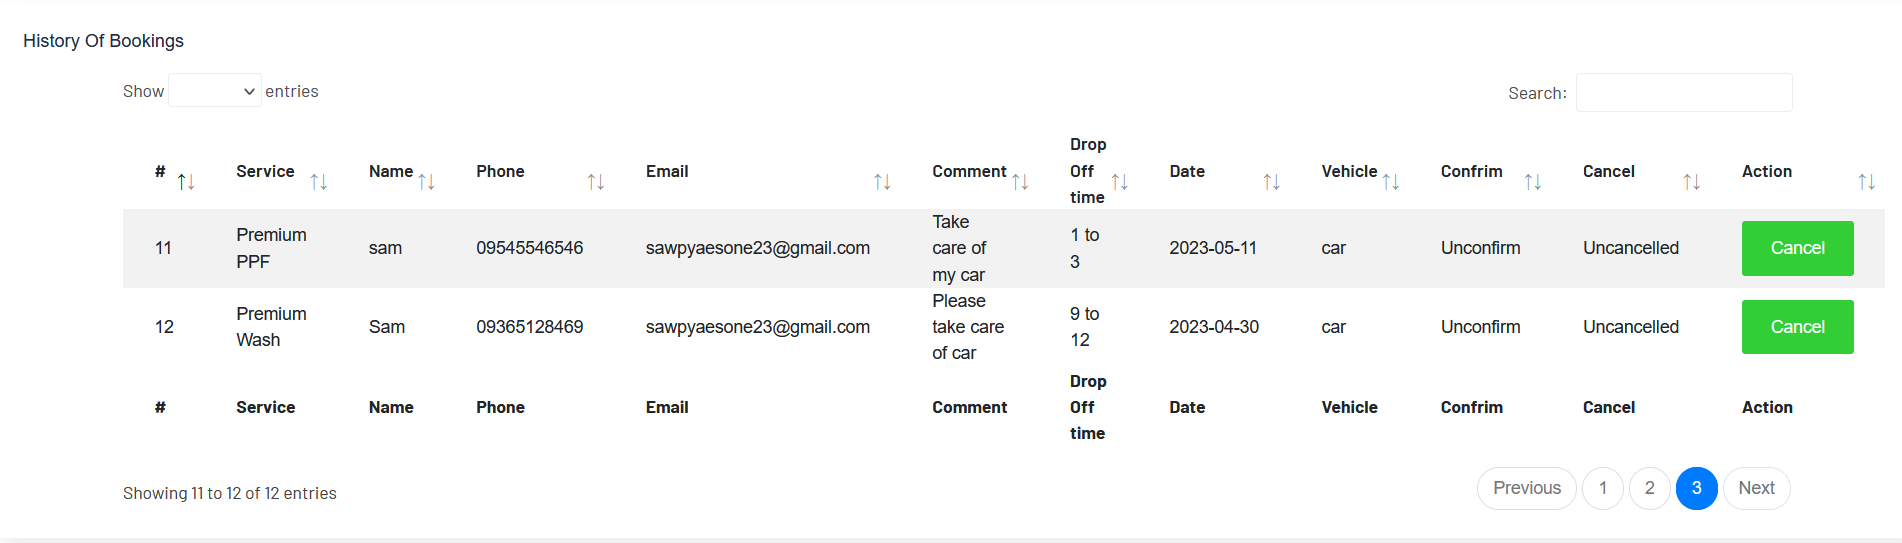 History Of Bookings
Show entries
Search:
# Service Name Phone Email Comment Drop Off time Date Vehicle Confrim Cancel Action
11 Premium PPF sam 09545546546 sawpyaesone23@gmail.com Take care of my car 1 to 3 2023-05-11 car Unconfirm Uncancelled Cancel
12 Premium Wash Sam 09365128469 sawpyaesone23@gmail.com Please take care of car 9 to 12 2023-04-30 car Unconfirm Uncancelled Cancel
# Service Name Phone Email Comment Drop Off time Date Vehicle Confrim Cancel Action
Showing 11 to 12 of 12 entries
Previous 1 2 3 Next